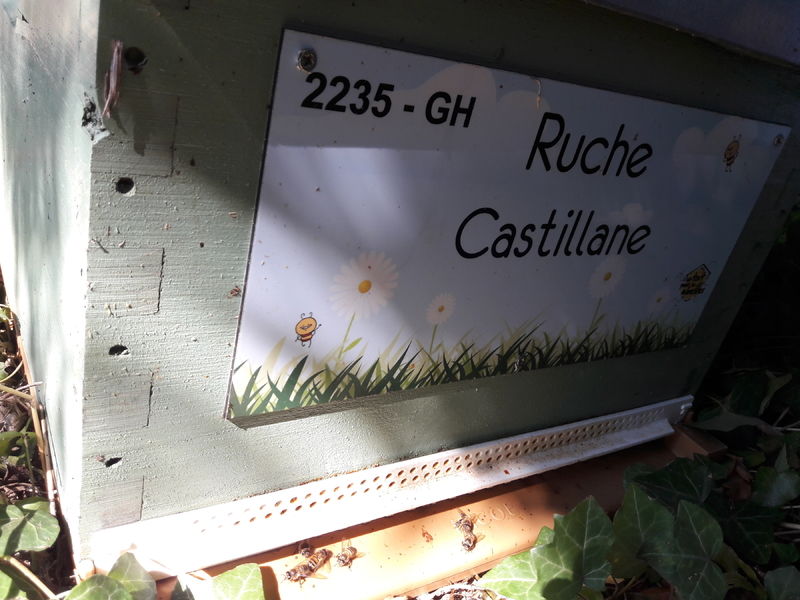 2235 - GH
Ruche
Castillane